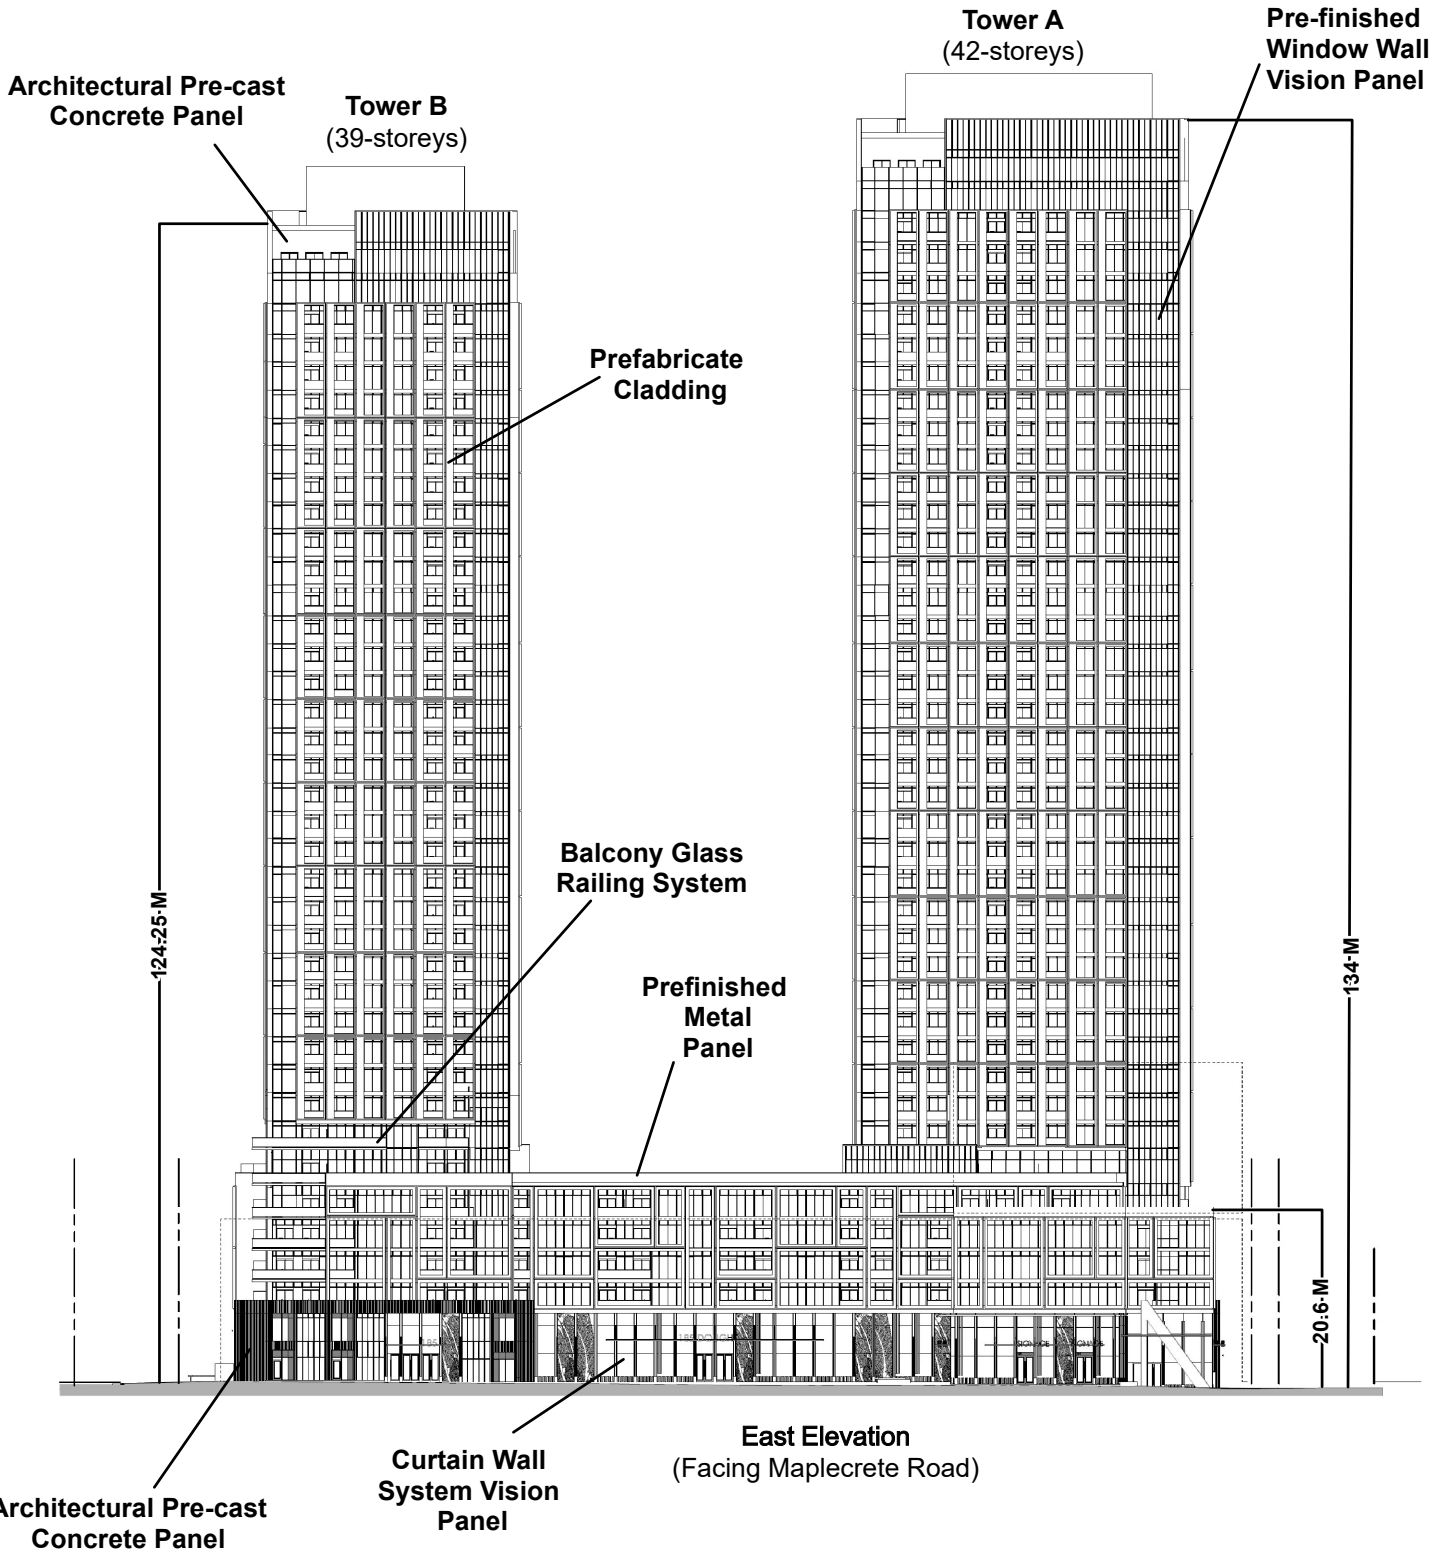 Tower A
(42-storeys)
Pre-finished
Window Wall
Vision Panel
Architectural Pre-cast
Concrete Panel
Tower B
(39-storeys)
Prefabricate
Cladding
Balcony Glass
Railing System
124.25 M
Prefinished
Metal
Panel
134 M
20.6 M
East Elevation
(Facing Maplecrete Road)
Curtain Wall
System Vision
Panel
Architectural Pre-cast
Concrete Panel